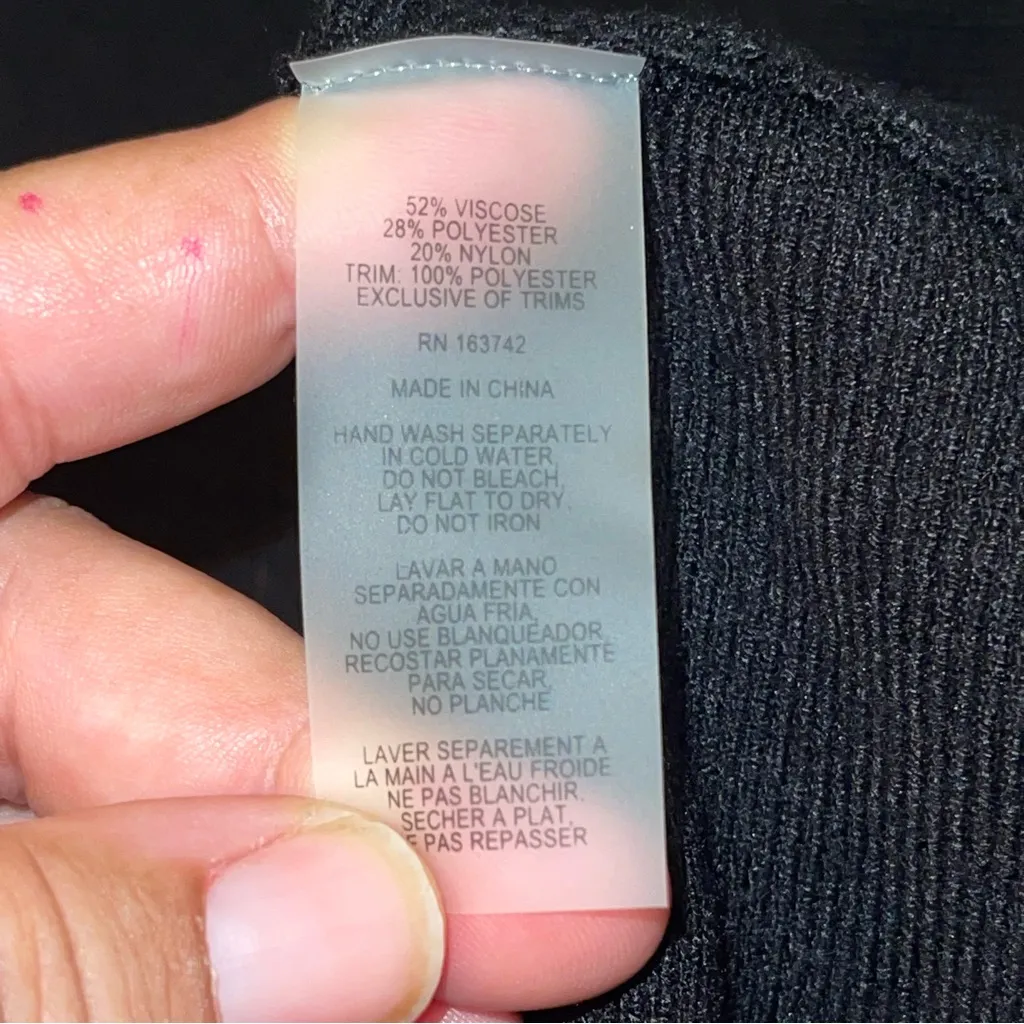 52% VISCOSE
28% POLYESTER
20% NYLON
TRIM: 100% POLYESTER
EXCLUSIVE OF TRIMS
RN 163742
MADE IN CHINA
HAND WASH SEPARATELY
IN COLD WATER,
DO NOT BLEACH,
LAY FLAT TO DRY,
DO NOT IRON
LAVAR A MANO
SEPARADAMENTE CON
AGUA FRIA,
NO USE BLANQUEADOR,
RECOSTAR PLANAMENTE
PARA SECAR,
NO PLANCHE
LAVER SEPAREMENT A
LA MAIN A L'EAU FROIDE
NE PAS BLANCHIR.
SECHER A PLAT,
E PAS REPASSER